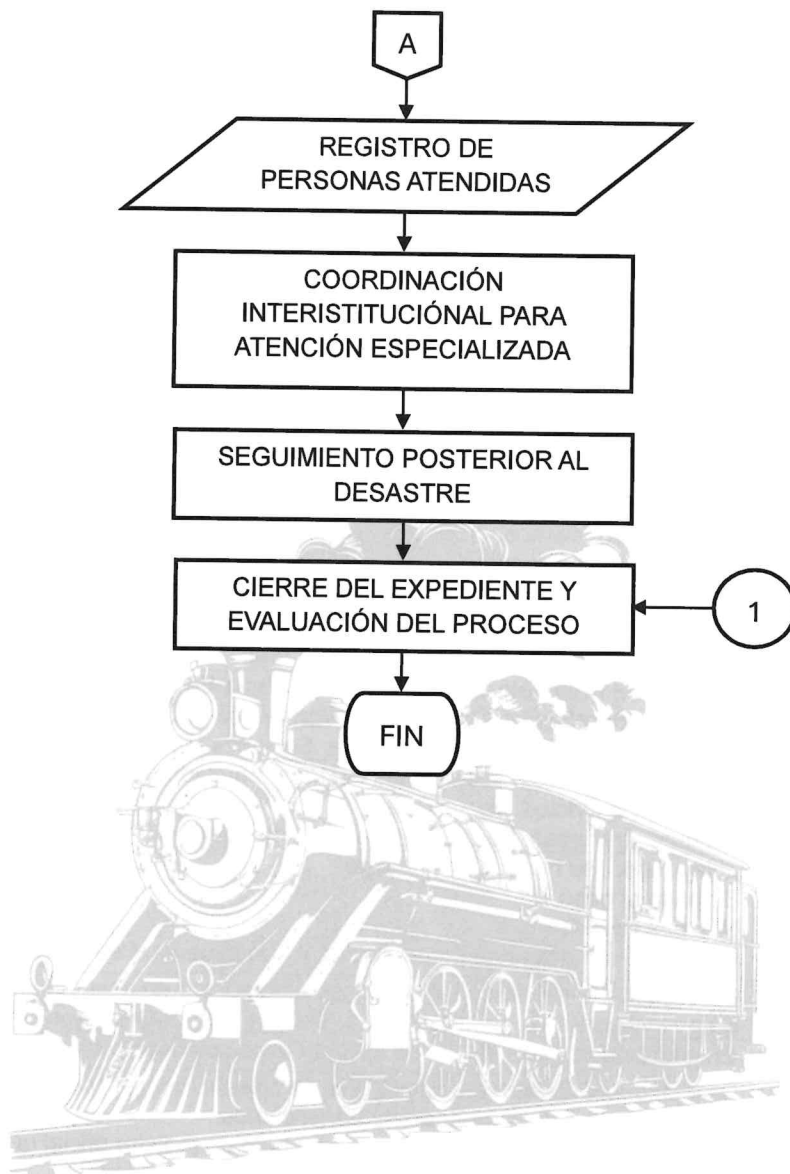 A
REGISTRO DE
PERSONAS ATENDIDAS
COORDINACIÓN
INTERISTITUCIÓNAL PARA
ATENCIÓN ESPECIALIZADA
SEGUIMIENTO POSTERIOR AL
DESASTRE
CIERRE DEL EXPEDIENTE Y
EVALUACIÓN DEL PROCESO
1
FIN